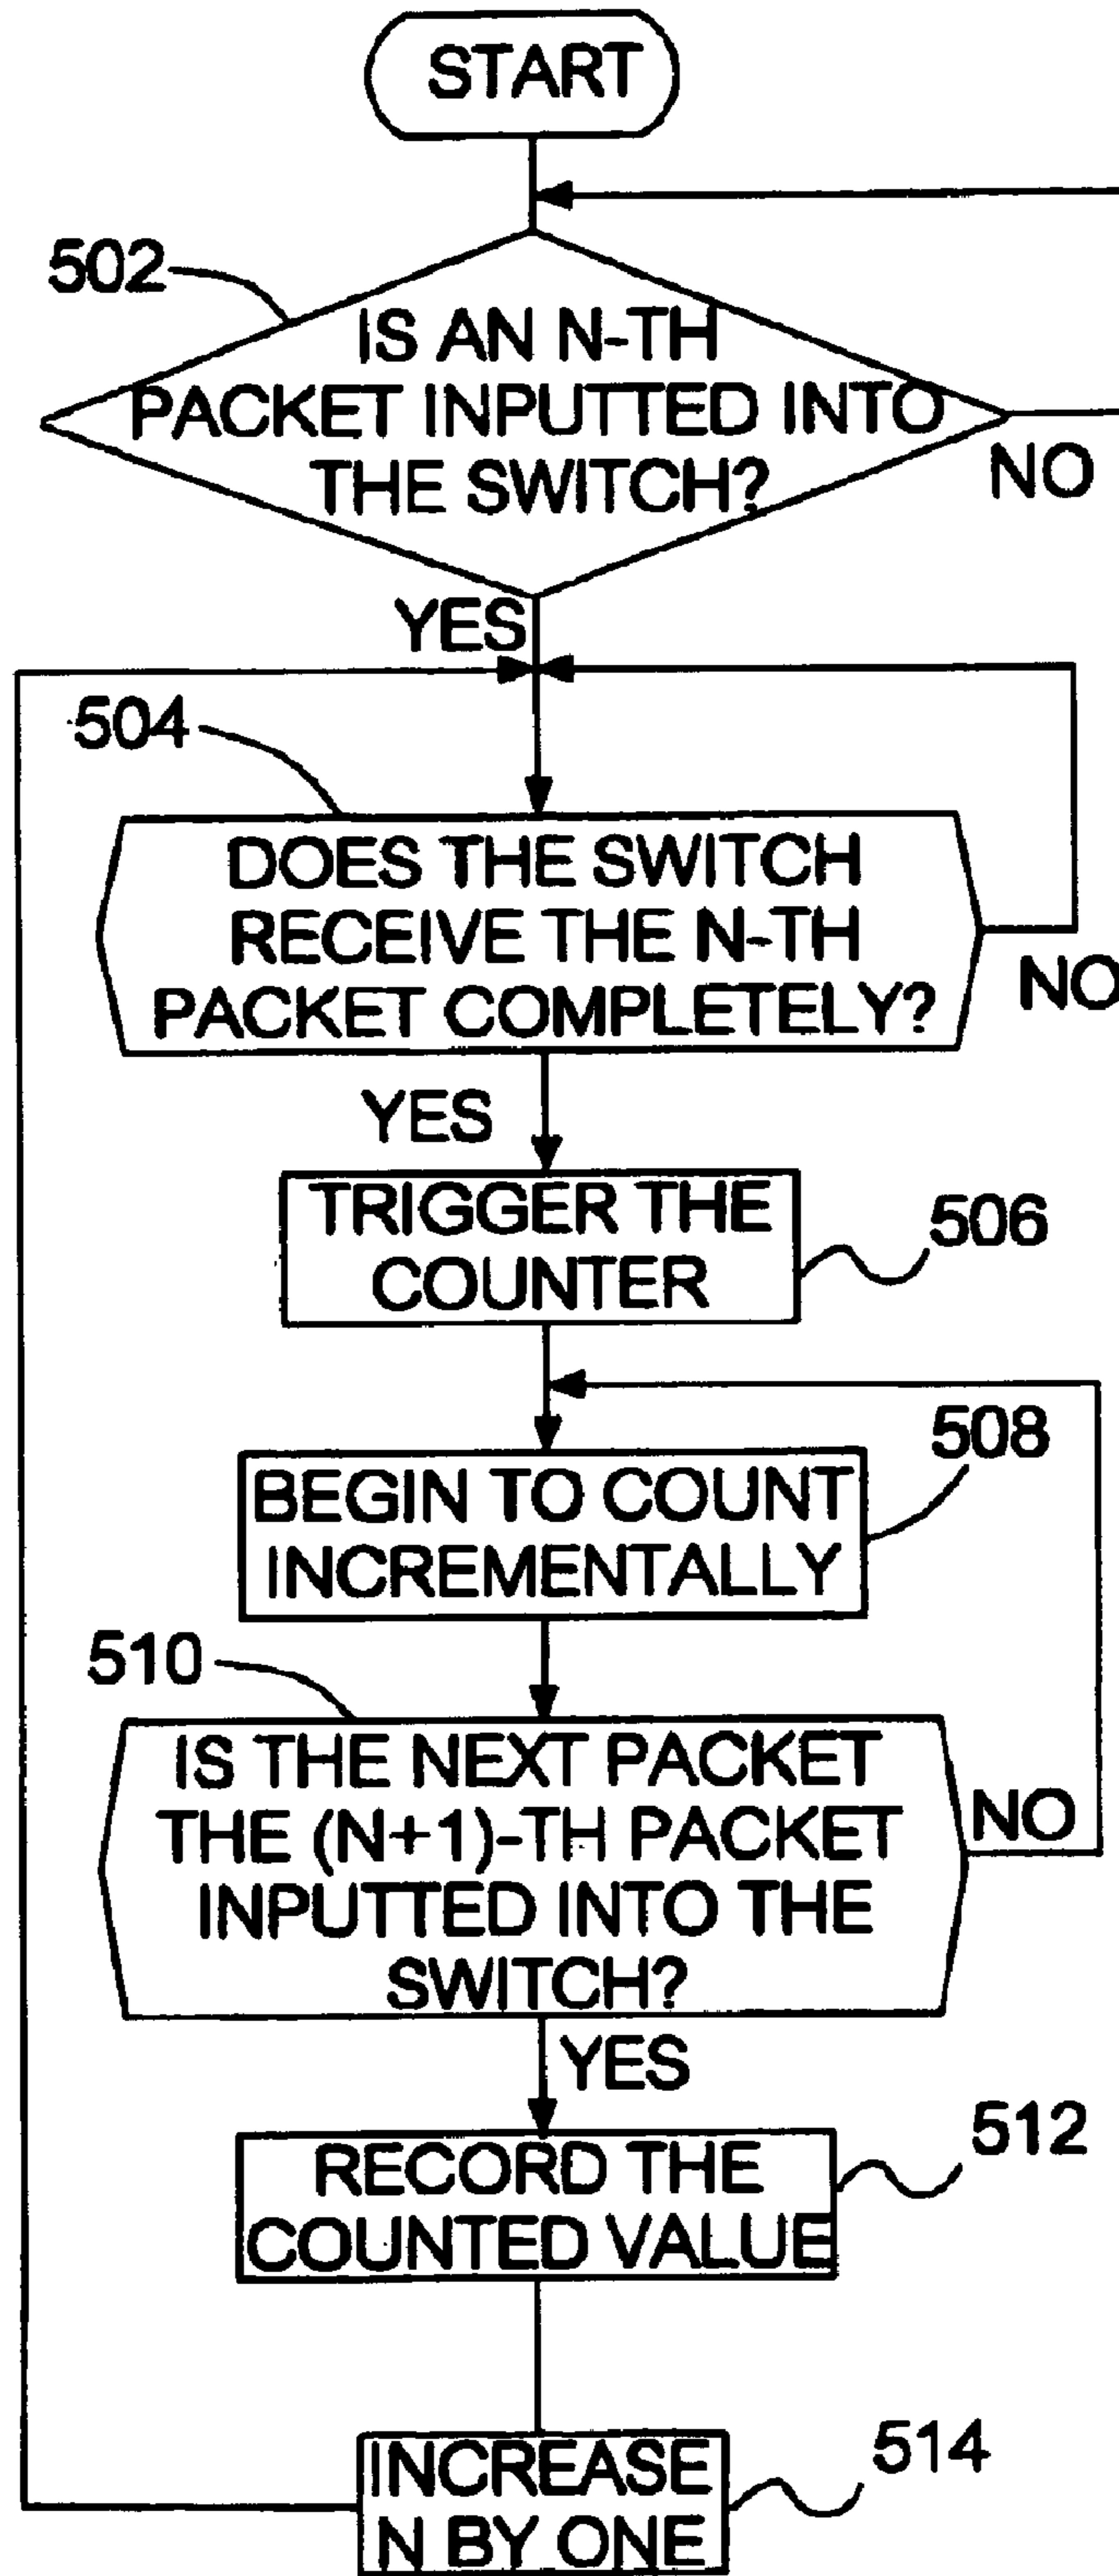 START
502
IS AN N-TH
PACKET INPUTTED INTO
THE SWITCH?
NO
YES
504
DOES THE SWITCH
RECEIVE THE N-TH
PACKET COMPLETELY?
NO
YES
TRIGGER THE
COUNTER
506
508
BEGIN TO COUNT
INCREMENTALLY
510
IS THE NEXT PACKET
THE (N+1)-TH PACKET
INPUTTED INTO THE
SWITCH?
NO
YES
512
RECORD THE
COUNTED VALUE
514
INCREASE
N BY ONE